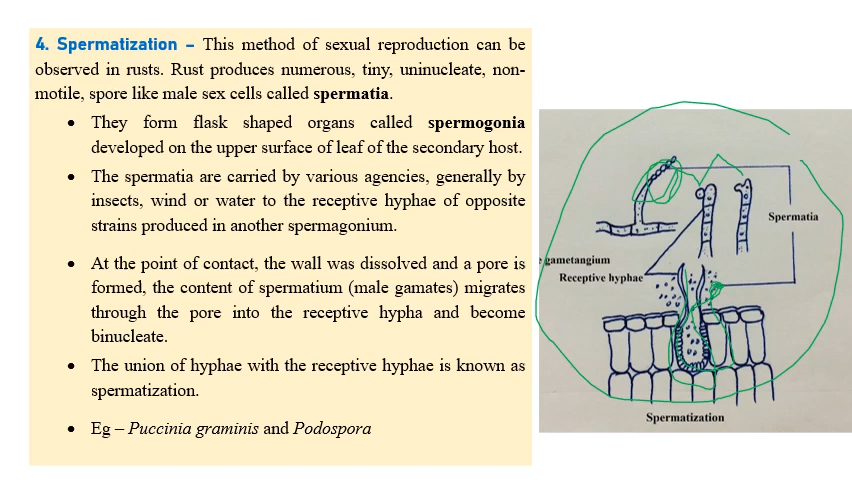 4. Spermatization – This method of sexual reproduction can be
observed in rusts. Rust produces numerous, tiny, uninucleate, non-
motile, spore like male sex cells called spermatia.
• They form flask shaped organs called spermogonia
developed on the upper surface of leaf of the secondary host.
• The spermatia are carried by various agencies, generally by
insects, wind or water to the receptive hyphae of opposite
strains produced in another spermagonium.
• At the point of contact, the wall was dissolved and a pore is
formed, the content of spermatium (male gamates) migrates
through the pore into the receptive hypha and become
binucleate.
• The union of hyphae with the receptive hyphae is known as
spermatization.
• Eg – Puccinia graminis and Podospora
Spermatia
e gametangium
Receptive hyphae
Spermatization